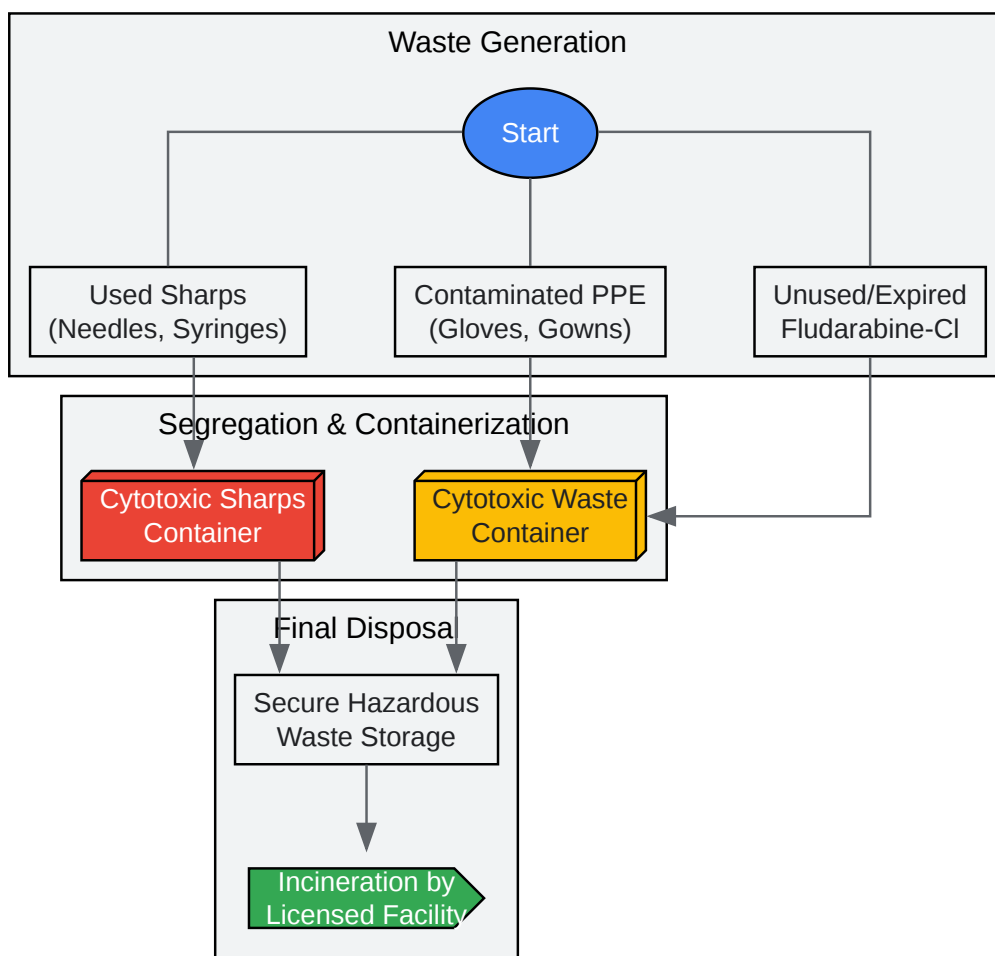 Waste Generation
Start
Used Sharps
(Needles, Syringes)
Contaminated PPE
(Gloves, Gowns)
Unused/Expired
Fludarabine-Cl
Segregation & Containerization
Cytotoxic Sharps
Container
Cytotoxic Waste
Container
Final Disposal
Secure Hazardous
Waste Storage
Incineration by
Licensed Facility